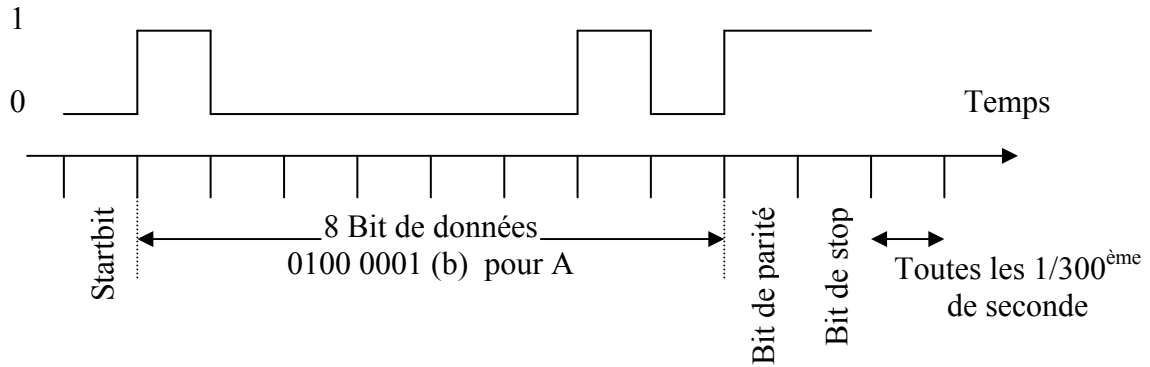 1
0
Temps
Startbit
8 Bit de données
0100 0001 (b) pour A
Bit de parité
Bit de stop
Toutes les 1/300ème
de seconde